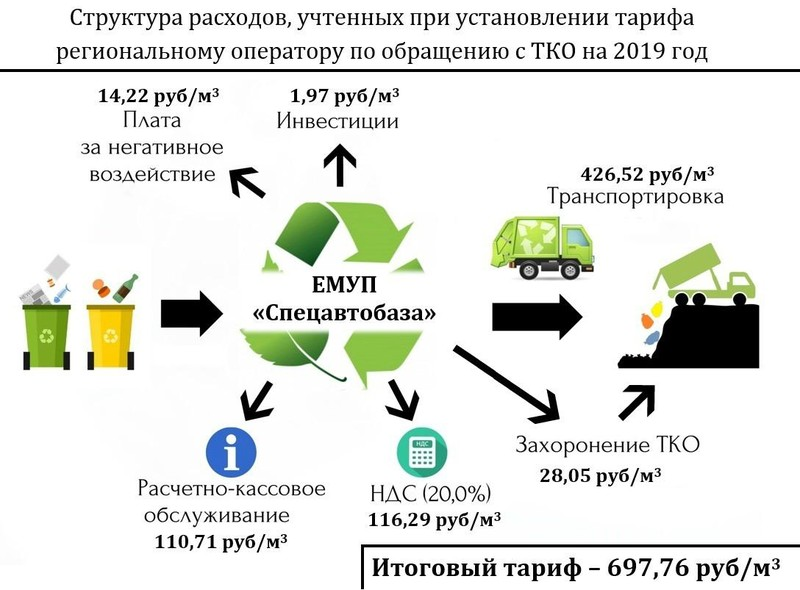 Структура расходов, учтенных при установлении тарифа
региональному оператору по обращению с ТКО на 2019 год
14,22 руб/м³
Плата
за негативное
воздействие
1,97 руб/м³
Инвестиции
426,52 руб/м³
Транспортировка
ЕМУП
«Спецавтобаза»
i
Расчетно-кассовое
обслуживание
110,71 руб/м³
НДС
НДС (20,0%)
116,29 руб/м³
Захоронение ТКО
28,05 руб/м³
Итоговый тариф – 697,76 руб/м³